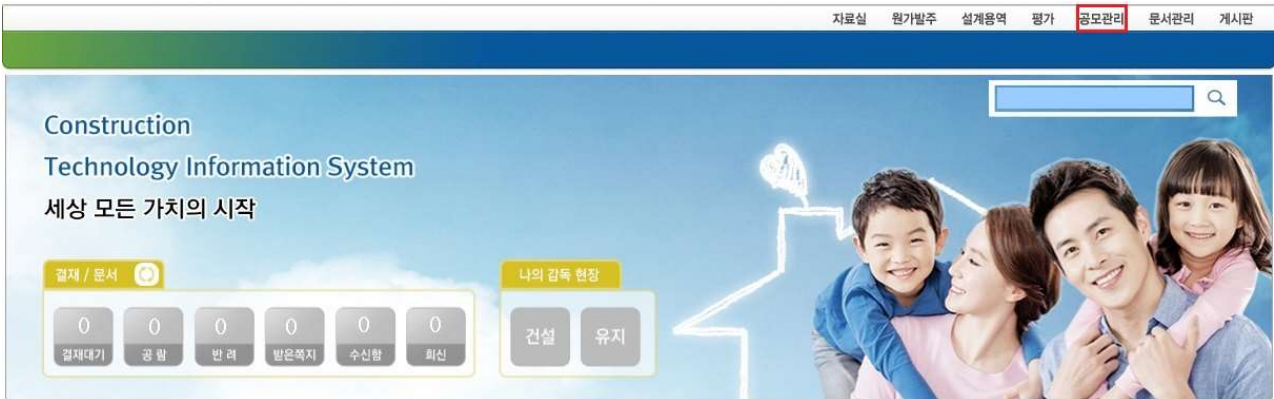 자료실 원가발주 설계용역 평가 공모관리 문서관리 게시판
Construction
Technology Information System
세상 모든 가치의 시작
결재 / 문서
나의 감독 현장
0 0 0 0 0 0
결재대기 공 람 반 려 받은쪽지 수신함 회신
건설 유지